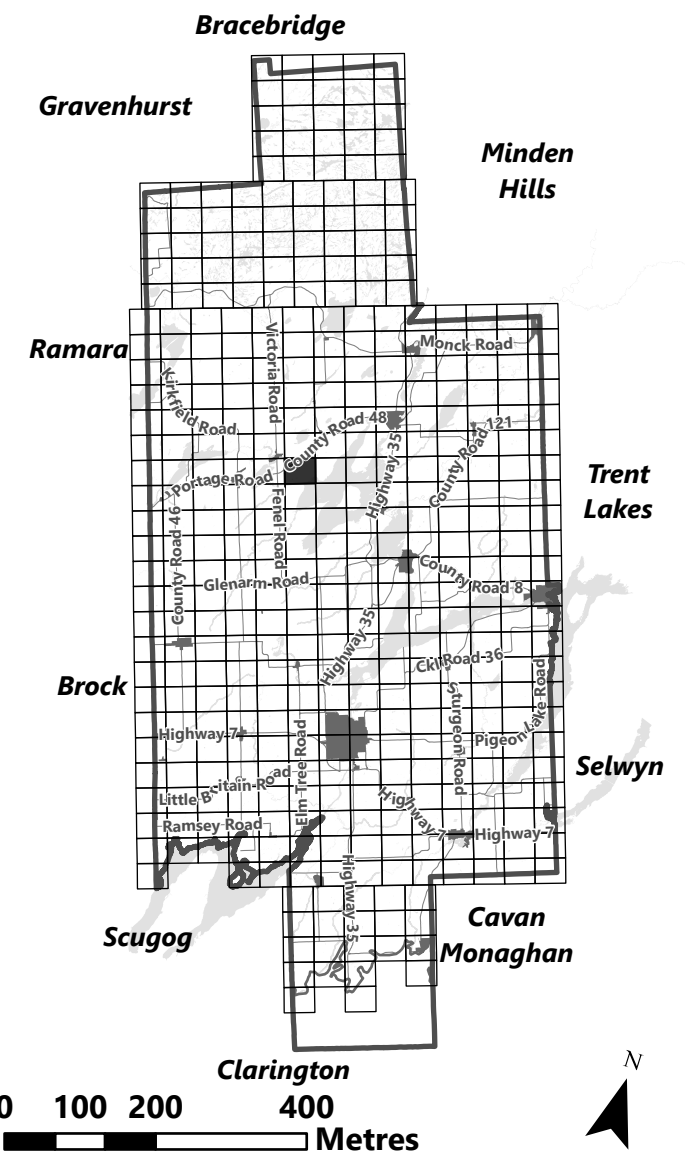 Bracebridge
Gravenhurst
Minden
Hills
Ramara
Monck Road
Victoria Road
Kirkfield Road
County Road 48
County Road 121
Highway 35
Portage Road
Trent
Lakes
Fenel Road
County Road 46
Glenarm Road
County Road 8
Highway 35
Ckl Road 36
Brock
Sturgeon Road
Pigeon Lake Road
Highway 7
Elm Tree Road
Selwyn
Little Britain Road
Highway 7
Ramsey Road
Highway 7
Highway 35
Scugog
Cavan
Monaghan
Clarington
N
0 100 200 400
Metres